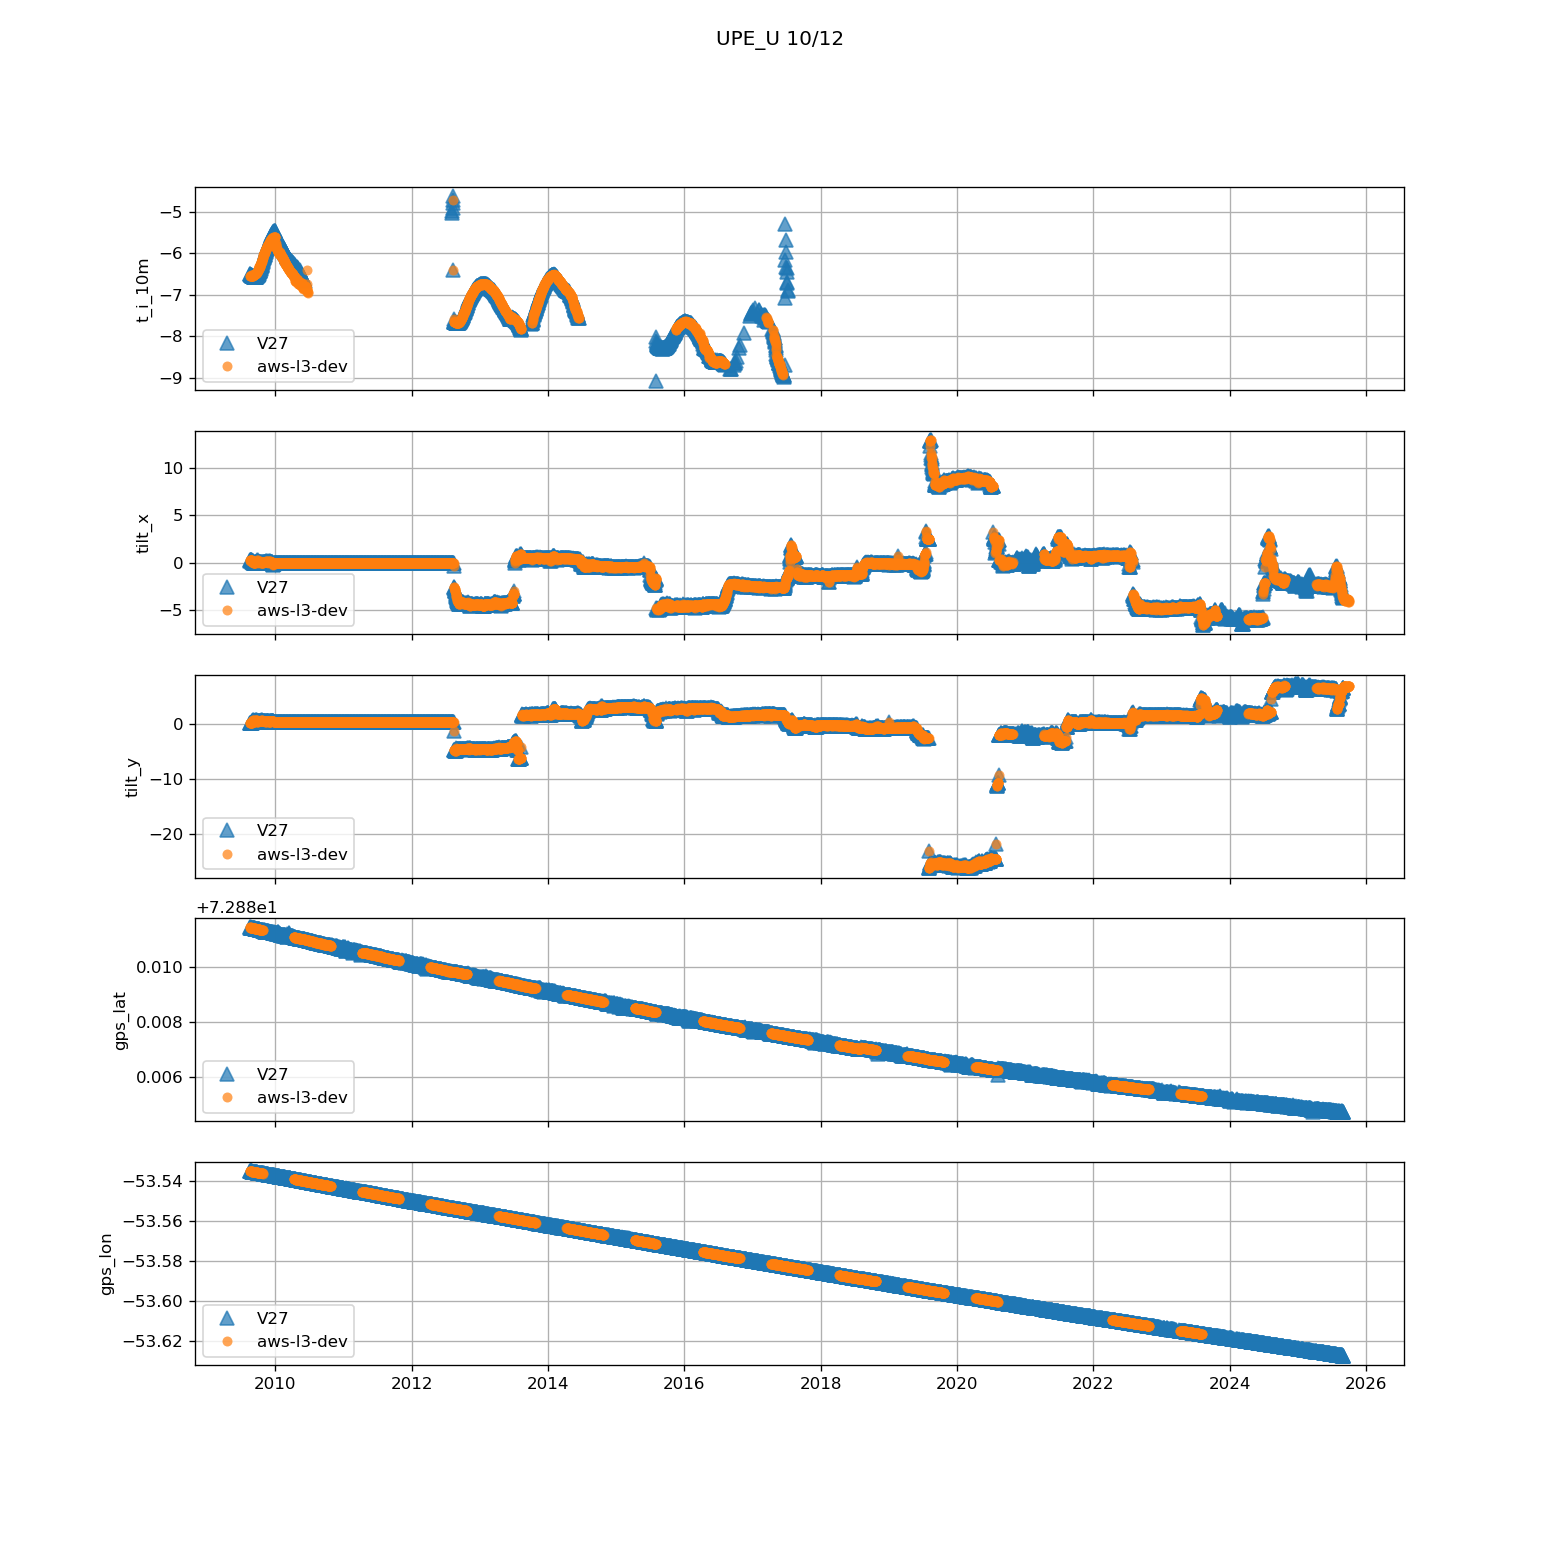 UPE_U 10/12
t_i_10m
−5
−6
−7
−8
−9
V27
aws-l3-dev
tilt_x
10
5
0
−5
V27
aws-l3-dev
tilt_y
0
−10
−20
V27
aws-l3-dev
+7.288e1
gps_lat
0.010
0.008
0.006
V27
aws-l3-dev
gps_lon
−53.54
−53.56
−53.58
−53.60
−53.62
V27
aws-l3-dev
2010 2012 2014 2016 2018 2020 2022 2024 2026